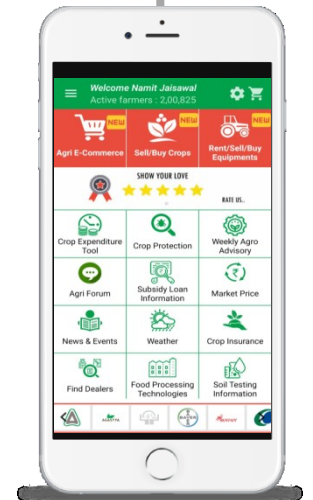 Welcome Namit Jaisawal
Active farmers : 2,00,825
NEW
NEW
NEW
Agri E-Commerce
Sell/Buy Crops
Rent/Sell/Buy
Equipments
SHOW YOUR LOVE
RATE US..
Crop Expenditure
Tool
Crop Protection
Weekly Agro
Advisory
Agri Forum
Subsidy Loan
Information
Market Price
News & Events
Weather
Crop Insurance
Find Dealers
Food Processing
Technologies
Soil Testing
Information
BAYER